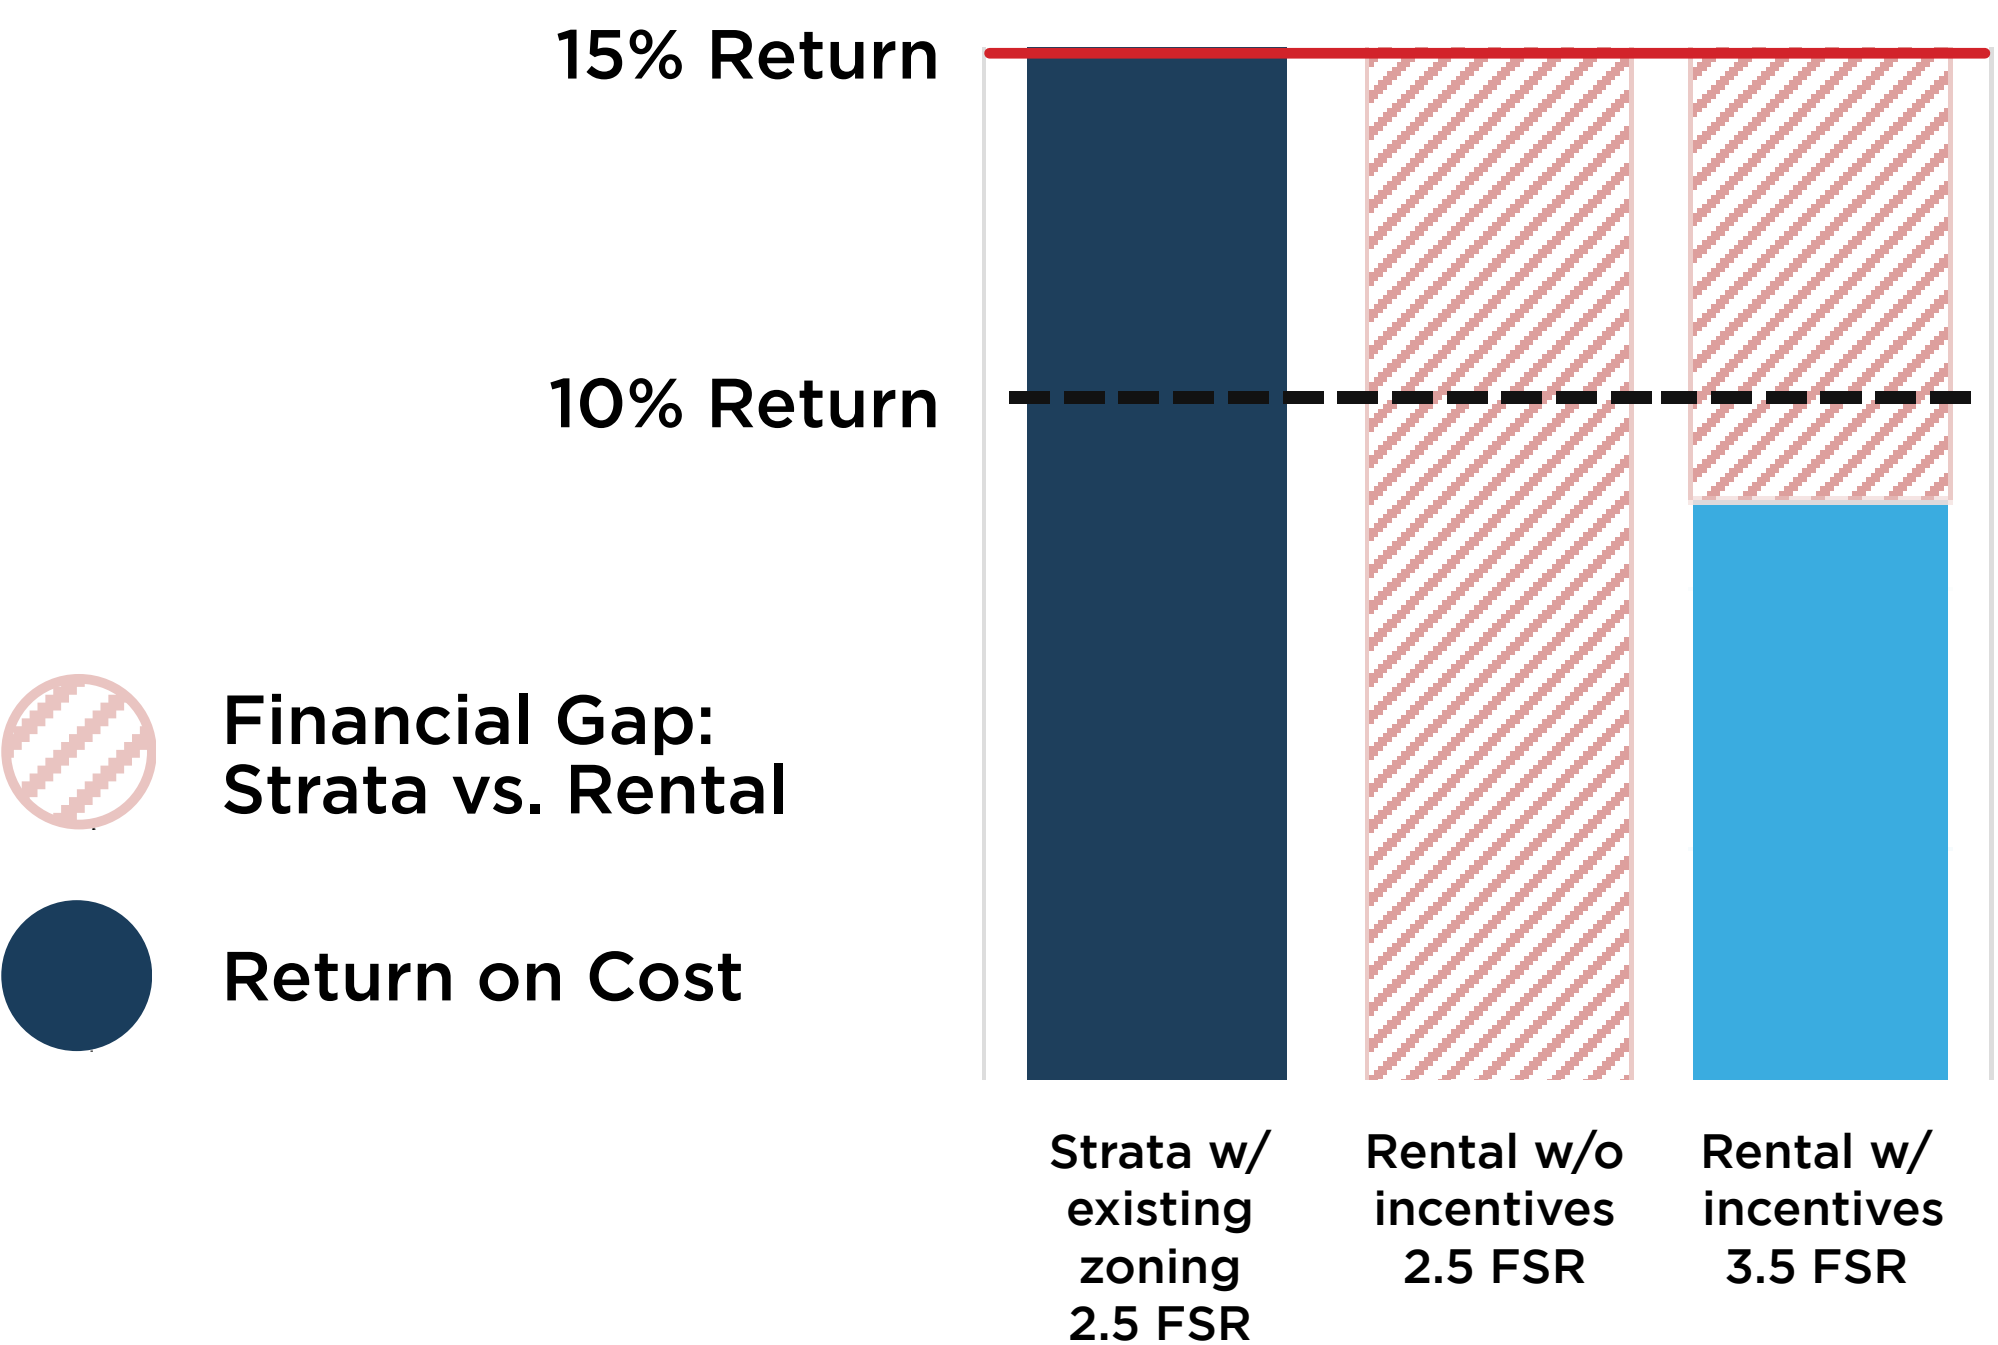 15% Return
10% Return
Financial Gap:
Strata vs. Rental
Return on Cost
Strata w/
existing
zoning
2.5 FSR
Rental w/o
incentives
2.5 FSR
Rental w/
incentives
3.5 FSR